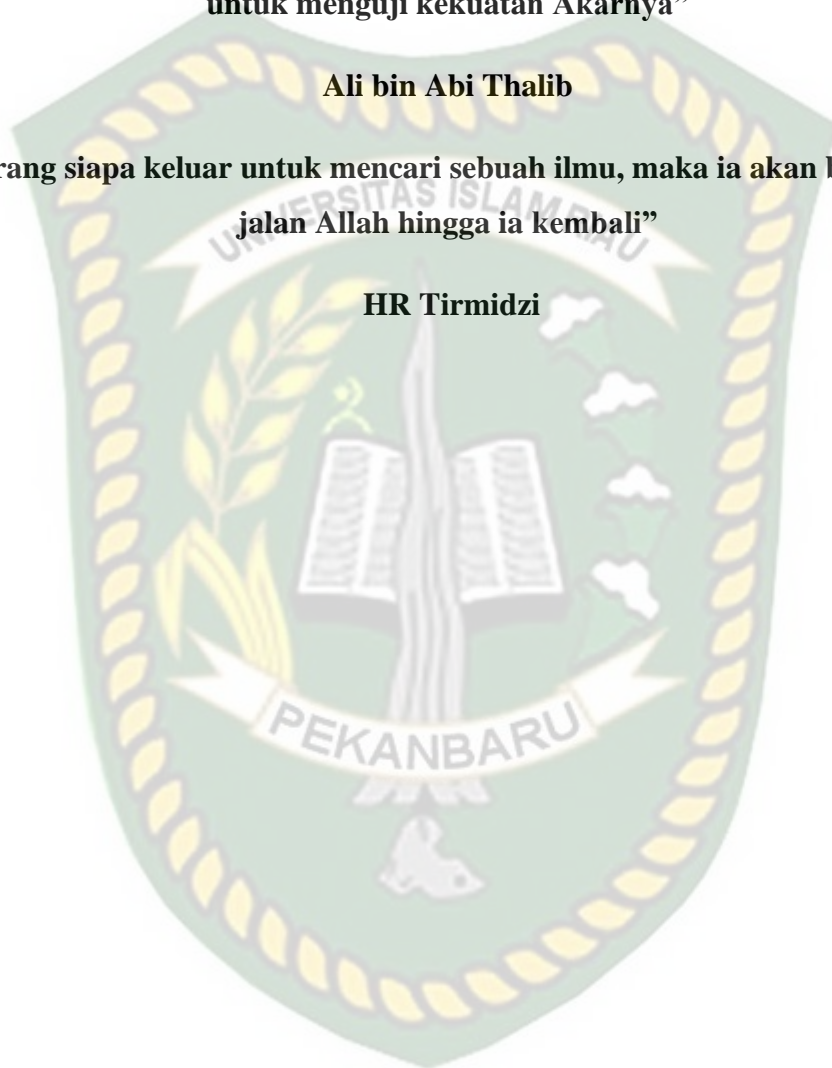 untuk menguji kekuatan Akarnya”
Ali bin Abi Thalib
siapa keluar untuk mencari sebuah ilmu, maka ia akan
jalan Allah hingga ia kembali”
UNIVERSITAS ISLAM RIAU
HR Tirmidzi
PEKANBARU